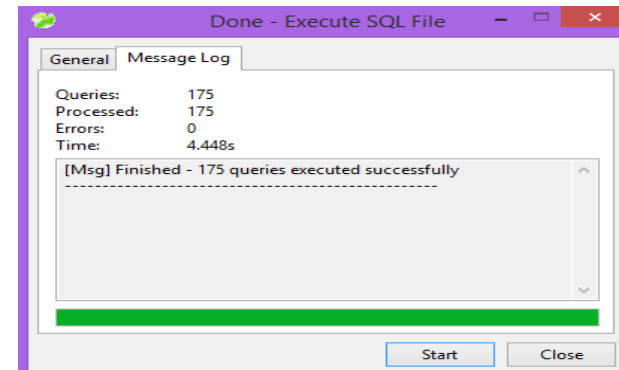 Done - Execute SQL File
General Message Log
Queries: 175
Processed: 175
Errors: 0
Time: 4.448s
[Msg] Finished - 175 queries executed successfully
--------------------------------------------------
Start Close